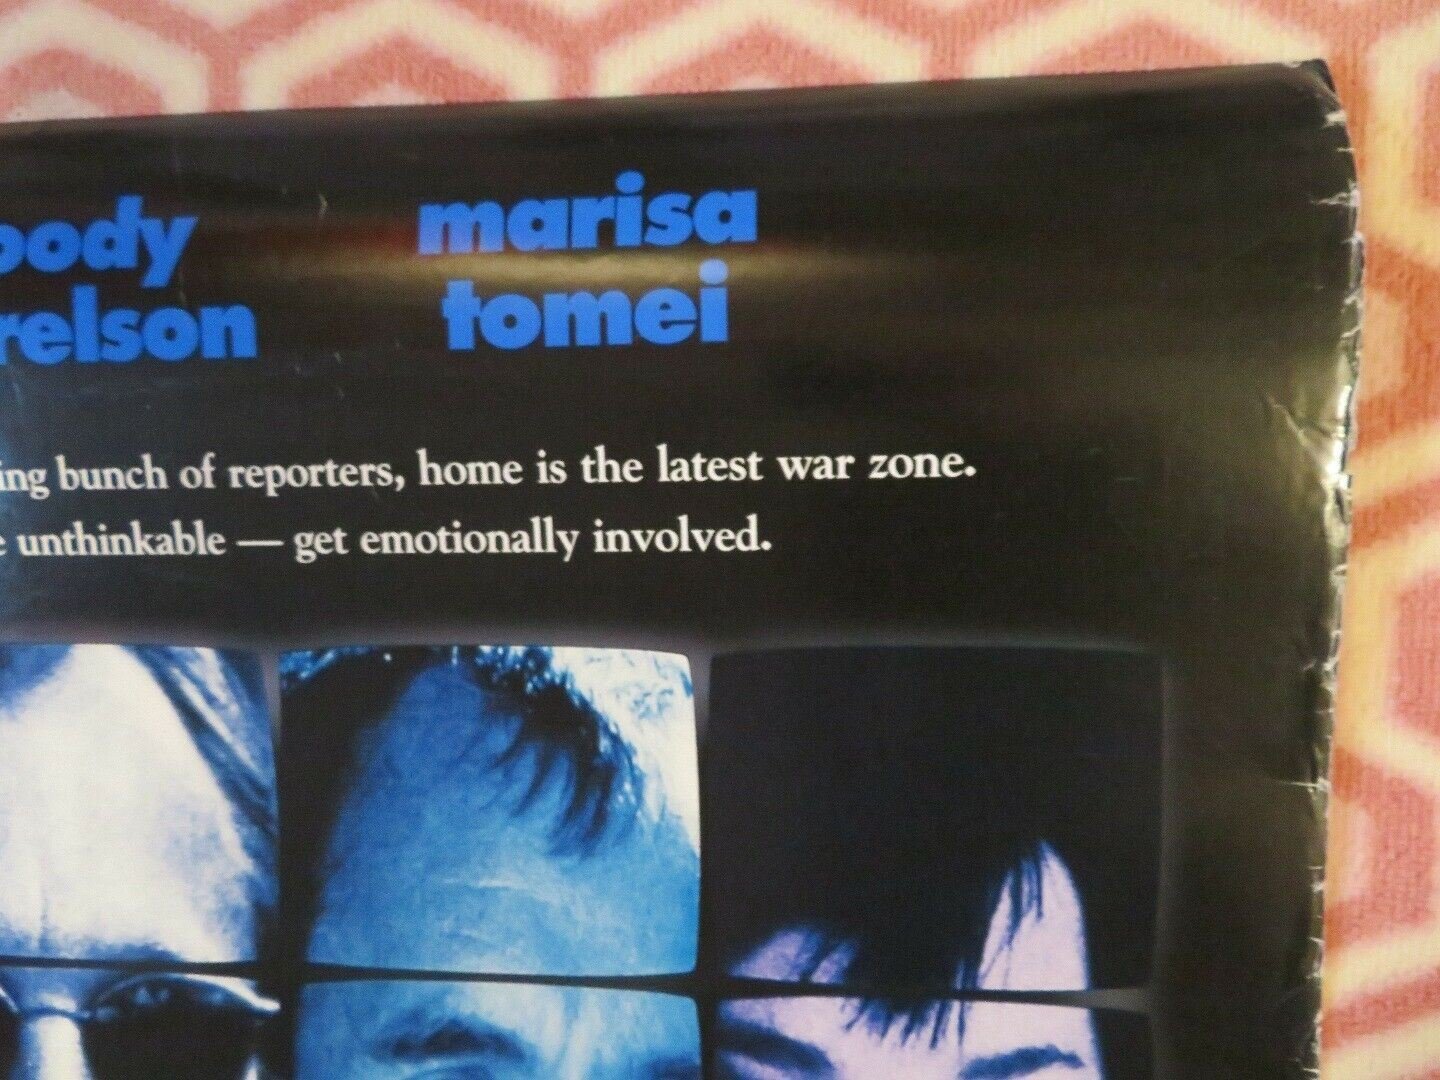 oody marisa
relson tomei
ing bunch of reporters, home is the latest war zone.
e unthinkable — get emotionally involved.